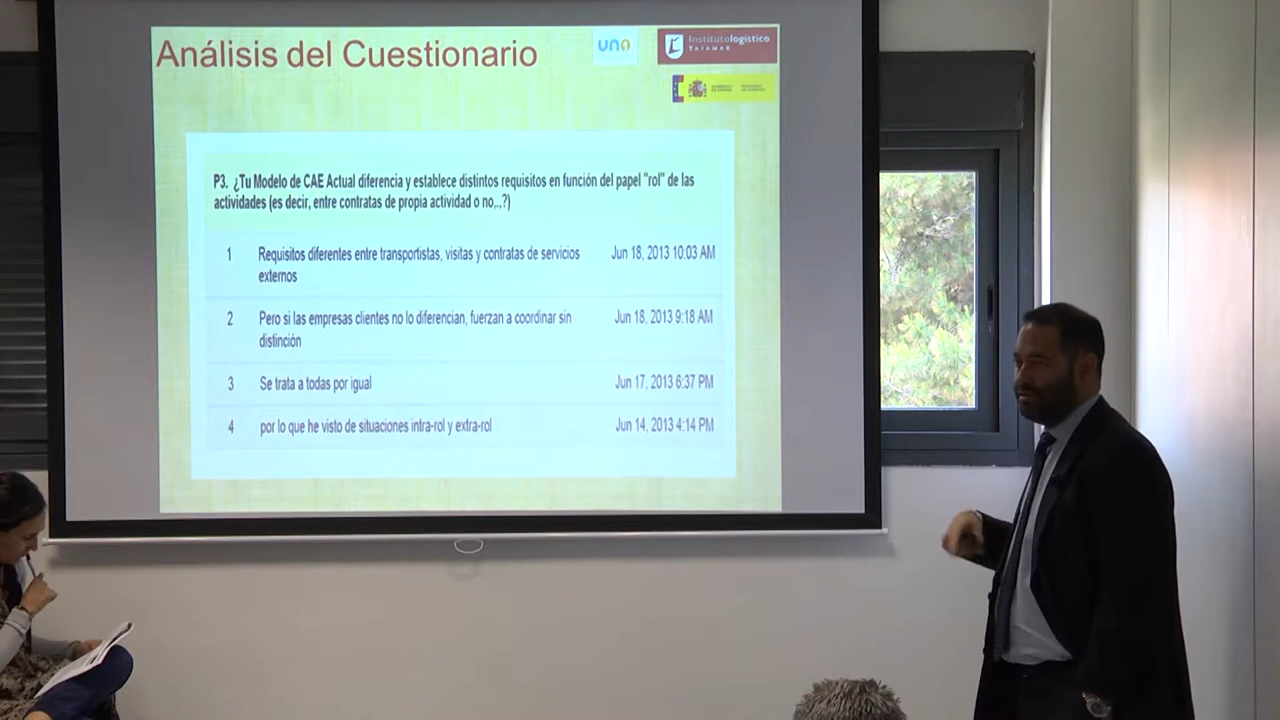 Análisis del Cuestionario
uno
Institutologístico
TAJAMAR
P3. ¿Tu Modelo de CAE Actual diferencia y establece distintos requisitos en función del papel "rol" de las
actividades (es decir, entre contratas de propia actividad o no,.,?)
1 Requisitos diferentes entre transportistas, visitas y contratas de servicios Jun 18, 2013 10:03 AM
externos
2 Pero si las empresas clientes no lo diferencian, fuerzan a coordinar sin Jun 18, 2013 9:18 AM
distinción
3 Se trata a todas por igual Jun 17, 2013 6:37 PM
4 por lo que he visto de situaciones intra-rol y extra-rol Jun 14, 2013 4:14 PM